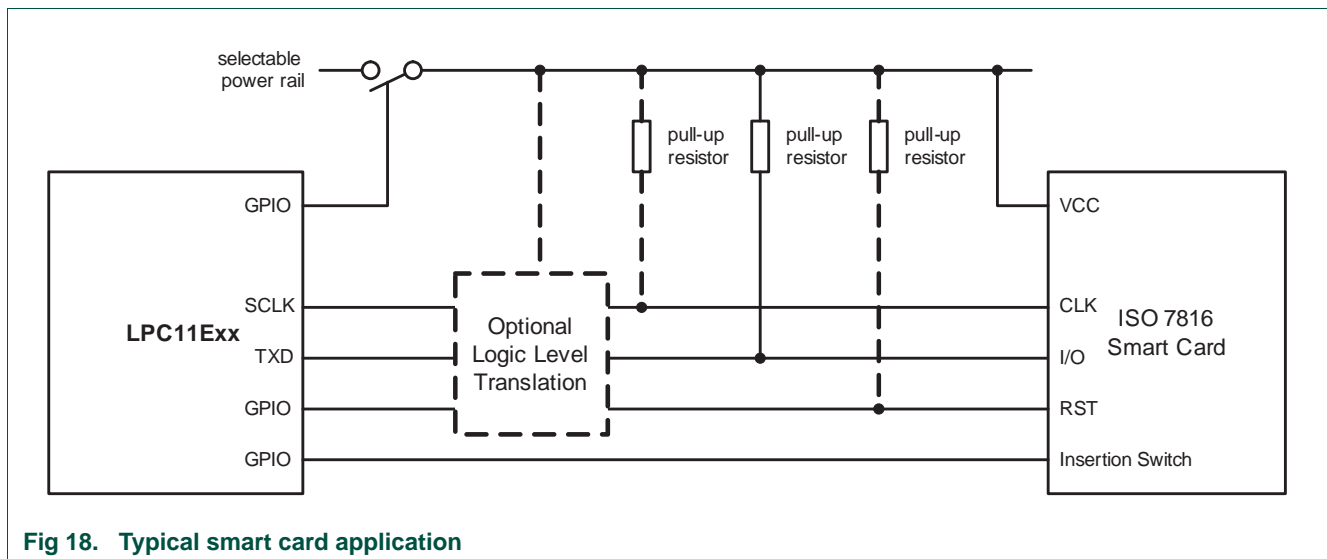 selectable
power rail
pull-up
resistor
pull-up
resistor
pull-up
resistor
GPIO
VCC
SCLK
CLK
LPC11Exx
Optional
Logic Level
Translation
ISO 7816
Smart Card
TXD
I/O
GPIO
RST
GPIO
Insertion Switch
Fig 18. Typical smart card application